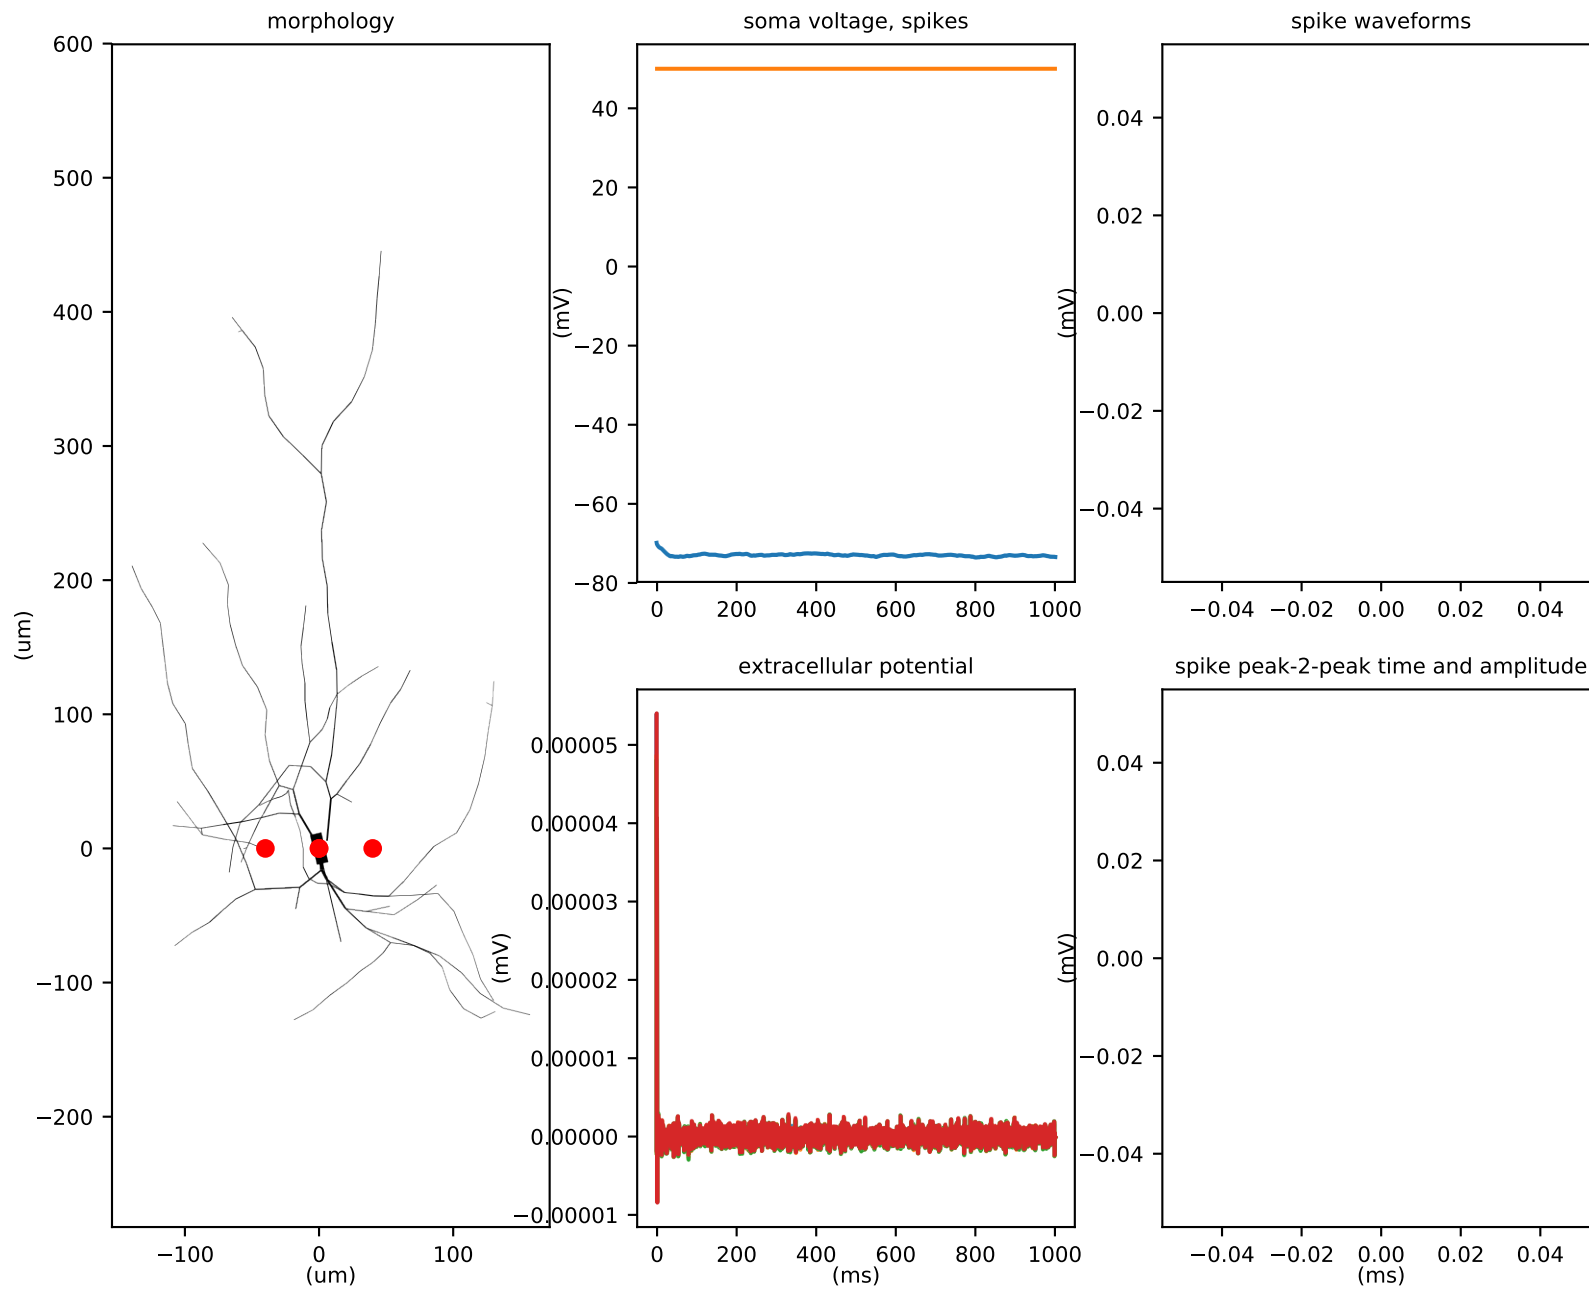 morphology
600
500
400
300
200
100
0
−100
−200
(um)
−100 0 100
(um)
soma voltage, spikes
40
20
0
−20
−40
−60
−80
(mV)
0 200 400 600 800 1000
spike waveforms
0.04
0.02
0.00
−0.02
−0.04
(mV)
−0.04 −0.02 0.00 0.02 0.04
extracellular potential
0.00005
0.00004
0.00003
0.00002
0.00001
0.00000
−0.00001
(mV)
0 200 400 600 800 1000
(ms)
spike peak-2-peak time and amplitude
0.04
0.02
0.00
−0.02
−0.04
(mV)
−0.04 −0.02 0.00 0.02 0.04
(ms)